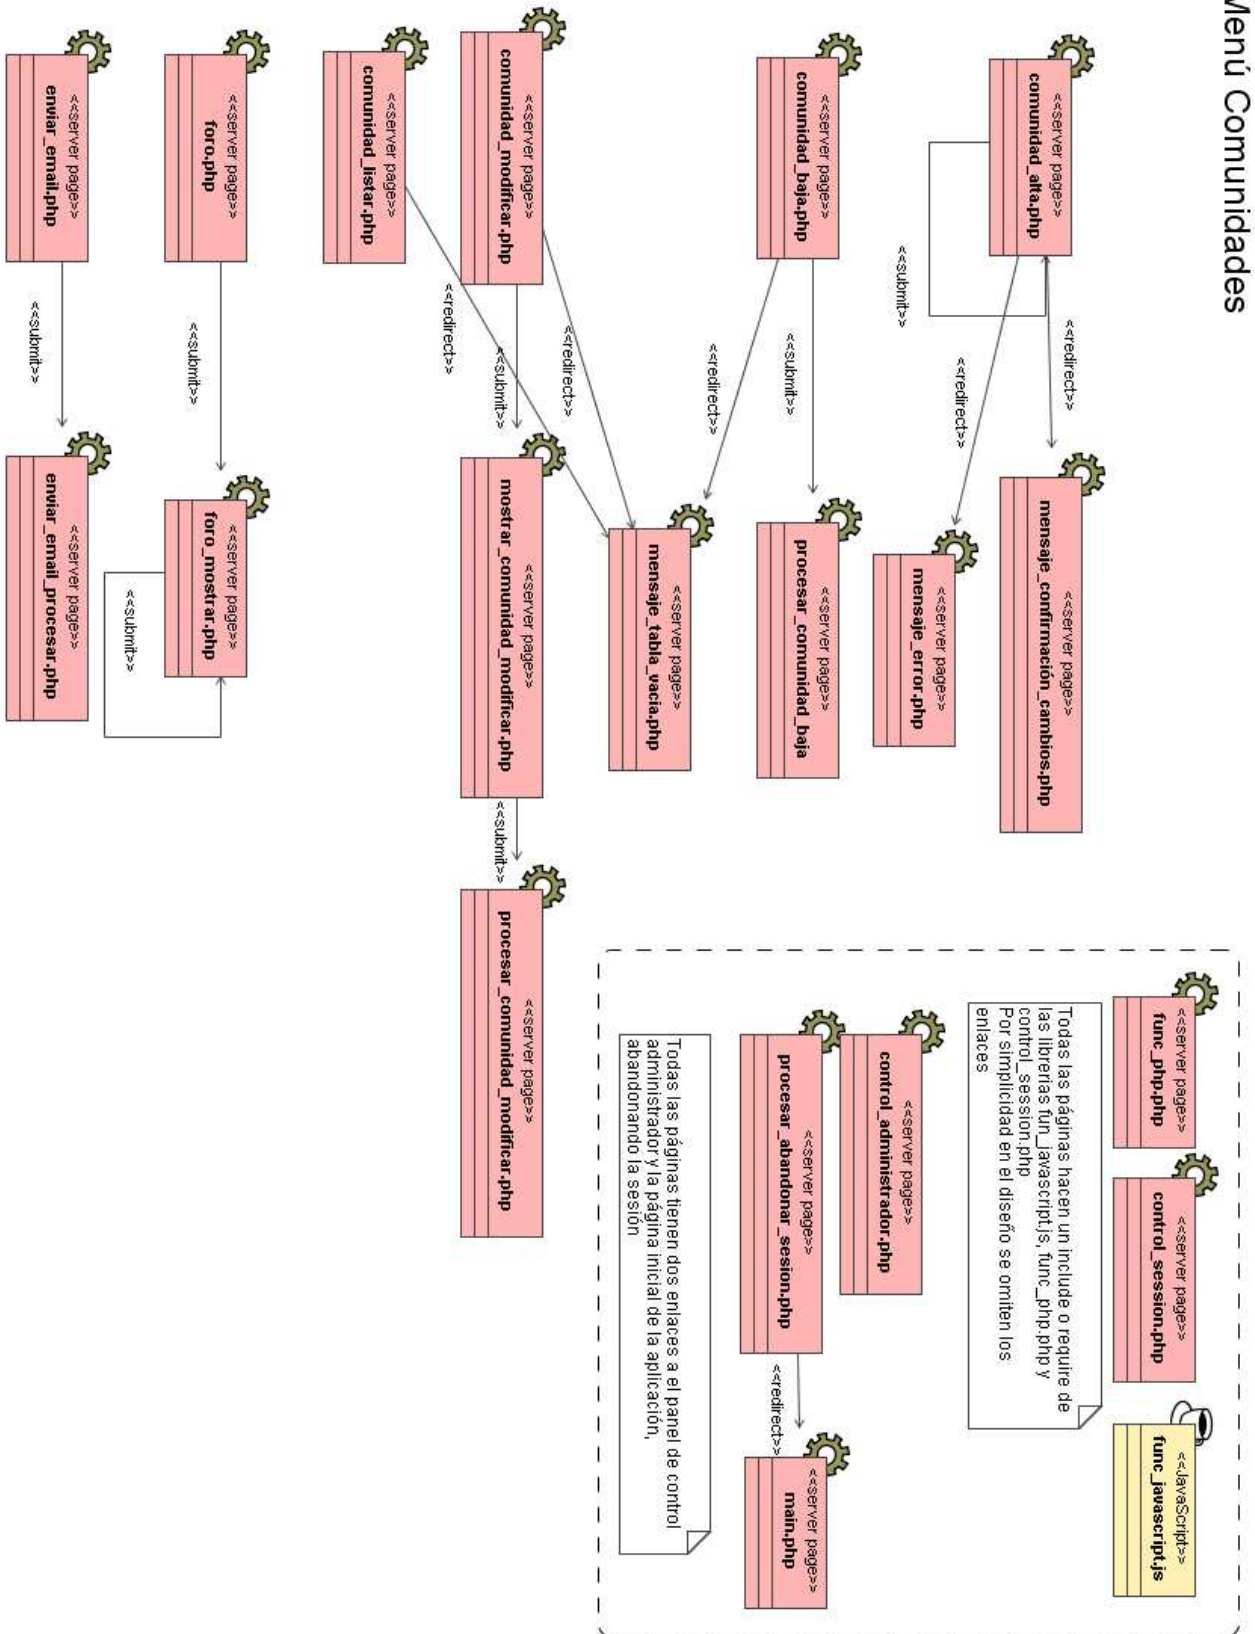 Menú Comunidades
<<server page>>
comunidad_alta.php
<<submit>>
<<redirect>>
<<redirect>>
<<server page>>
mensaje_confirmación_cambios.php
<<server page>>
mensaje_error.php
<<server page>>
comunidad_baja.php
<<submit>>
<<redirect>>
<<server page>>
procesar_comunidad_baja
<<server page>>
mensaje_tabla_vacia.php
<<server page>>
comunidad_modificar.php
<<redirect>>
<<submit>>
<<server page>>
mostrar_comunidad_modificar.php
<<submit>>
<<server page>>
procesar_comunidad_modificar.php
<<server page>>
comunidad_listar.php
<<redirect>>
<<server page>>
foro.php
<<submit>>
<<server page>>
foro_mostrar.php
<<submit>>
<<server page>>
enviar_email.php
<<submit>>
<<server page>>
enviar_email_procesar.php
<<server page>>
func_php.php
<<server page>>
control_session.php
<<JavaScript>>
func_javascript.js
Todas las páginas hacen un include o require de
las librerias fun_javascript.js, func_php.php y
control_session.php
Por simplicidad en el diseño se omiten los
enlaces
<<server page>>
control_administrador.php
<<server page>>
procesar_abandonar_sesion.php
<<redirect>>
<<server page>>
main.php
Todas las páginas tienen dos enlaces a el panel de control
administrador y la página inicial de la aplicación,
abandonando la sesión